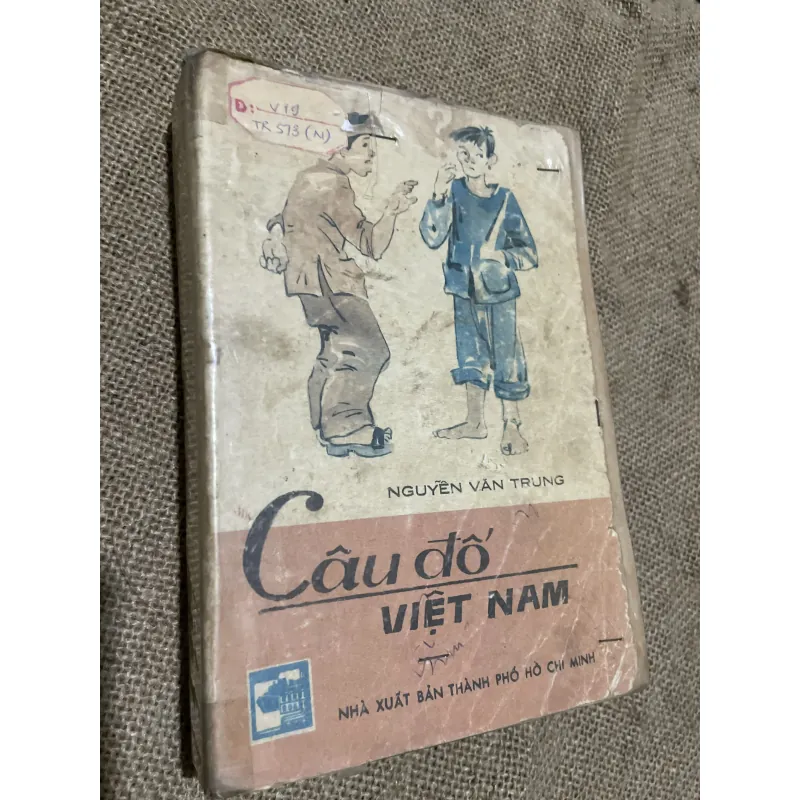 D: V19
TR 573 (N)
NGUYỄN VĂN TRUNG
Câu đố
VIỆT NAM
NHÀ XUẤT BẢN THÀNH PHỐ HỒ CHÍ MINH